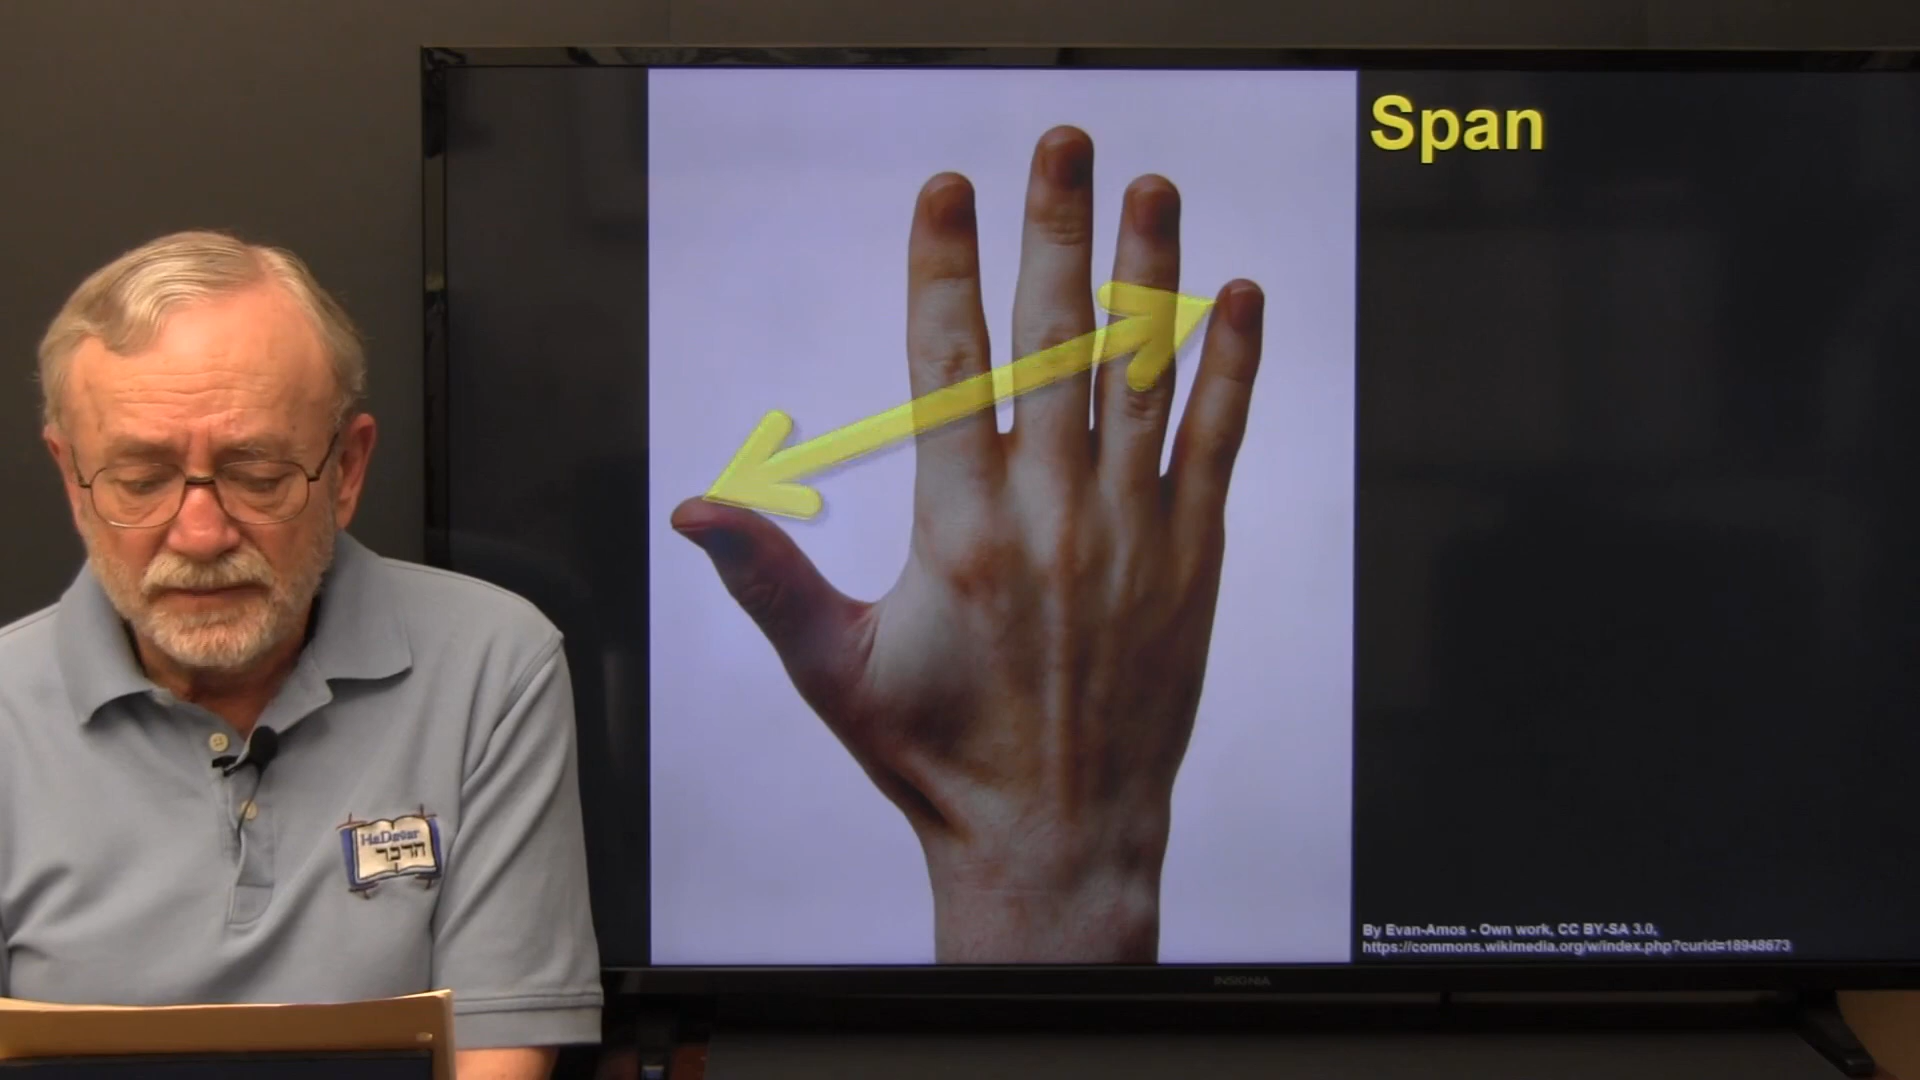 Span
HaDavar
הדבר
By Evan-Amos - Own work, CC BY-SA 3.0,
https://commons.wikimedia.org/w/index.php?curid=18948673
INSIGNIA